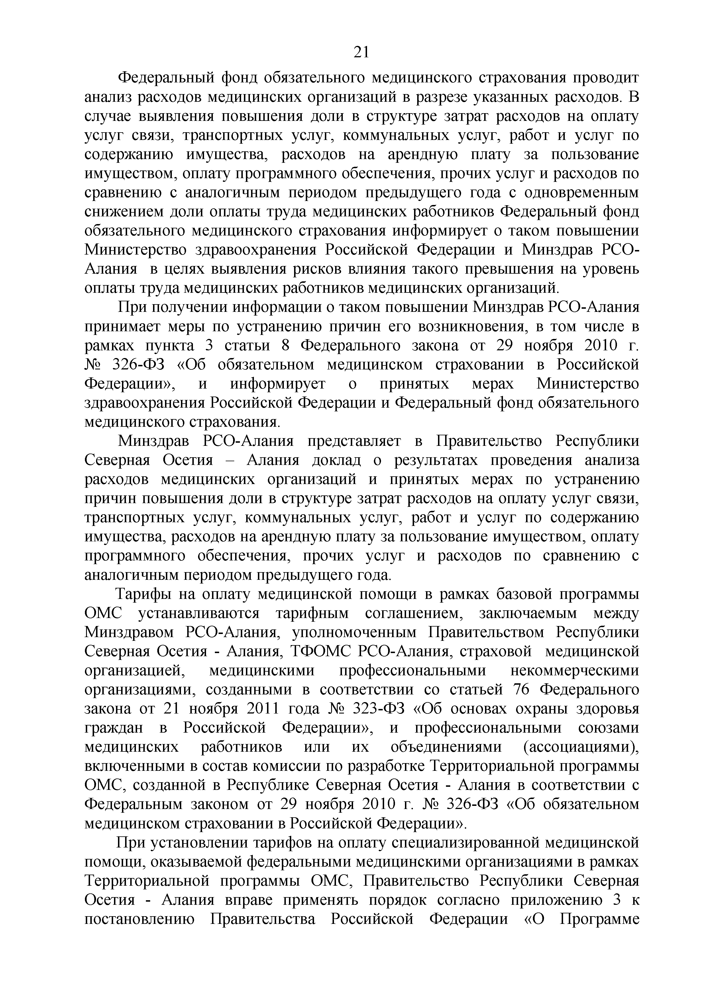 21
Федеральный фонд обязательного медицинского страхования проводит
анализ расходов медицинских организаций в разрезе указанных расходов. В
случае выявления повышения доли в структуре затрат расходов на оплату
услуг связи, транспортных услуг, коммунальных услуг, работ и услуг по
содержанию имущества, расходов на арендную плату за пользование
имуществом, оплату программного обеспечения, прочих услуг и расходов по
сравнению с аналогичным периодом предыдущего года с одновременным
снижением доли оплаты труда медицинских работников Федеральный фонд
обязательного медицинского страхования информирует о таком повышении
Министерство здравоохранения Российской Федерации и Минздрав РСО-
Алания в целях выявления рисков влияния такого превышения на уровень
оплаты труда медицинских работников медицинских организаций.
При получении информации о таком повышении Минздрав РСО-Алания
принимает меры по устранению причин его возникновения, в том числе в
рамках пункта 3 статьи 8 Федерального закона от 29 ноября 2010 г.
№ 326-ФЗ «Об обязательном медицинском страховании в Российской
Федерации», и информирует о принятых мерах Министерство
здравоохранения Российской Федерации и Федеральный фонд обязательного
медицинского страхования.
Минздрав РСО-Алания представляет в Правительство Республики
Северная Осетия – Алания доклад о результатах проведения анализа
расходов медицинских организаций и принятых мерах по устранению
причин повышения доли в структуре затрат расходов на оплату услуг связи,
транспортных услуг, коммунальных услуг, работ и услуг по содержанию
имущества, расходов на арендную плату за пользование имуществом, оплату
программного обеспечения, прочих услуг и расходов по сравнению с
аналогичным периодом предыдущего года.
Тарифы на оплату медицинской помощи в рамках базовой программы
ОМС устанавливаются тарифным соглашением, заключаемым между
Минздравом РСО-Алания, уполномоченным Правительством Республики
Северная Осетия - Алания, ТФОМС РСО-Алания, страховой медицинской
организацией, медицинскими профессиональными некоммерческими
организациями, созданными в соответствии со статьей 76 Федерального
закона от 21 ноября 2011 года № 323-ФЗ «Об основах охраны здоровья
граждан в Российской Федерации», и профессиональными союзами
медицинских работников или их объединениями (ассоциациями),
включенными в состав комиссии по разработке Территориальной программы
ОМС, созданной в Республике Северная Осетия - Алания в соответствии с
Федеральным законом от 29 ноября 2010 г. № 326-ФЗ «Об обязательном
медицинском страховании в Российской Федерации».
При установлении тарифов на оплату специализированной медицинской
помощи, оказываемой федеральными медицинскими организациями в рамках
Территориальной программы ОМС, Правительство Республики Северная
Осетия - Алания вправе применять порядок согласно приложению 3 к
постановлению Правительства Российской Федерации «О Программе